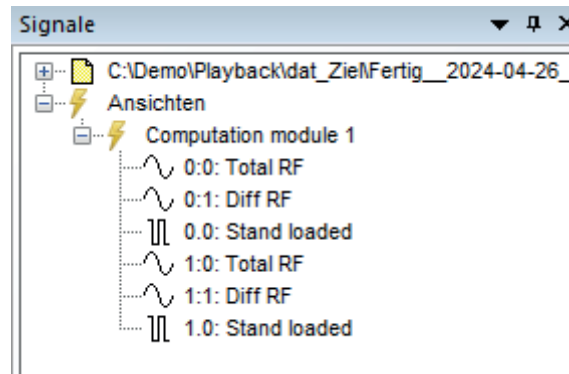 Signale
C:\Demo\Playback\dat_Ziel\Fertig__2024-04-26_
Ansichten
Computation module 1
0:0: Total RF
0:1: Diff RF
0.0: Stand loaded
1:0: Total RF
1:1: Diff RF
1.0: Stand loaded